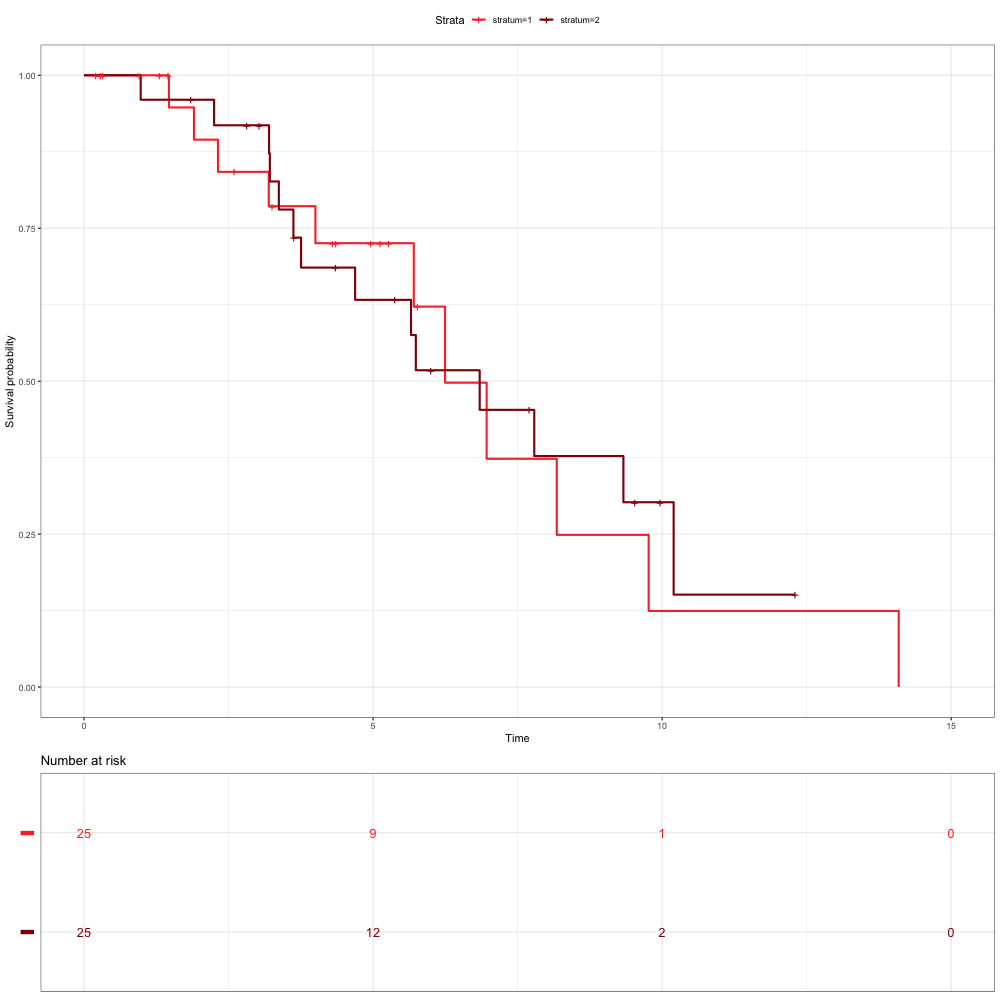 Strata stratum=1 stratum=2
1.00
0.75
0.50
0.25
0.00
Survival probability
0 5 10 15
Time
Number at risk
25 9 1 0
25 12 2 0